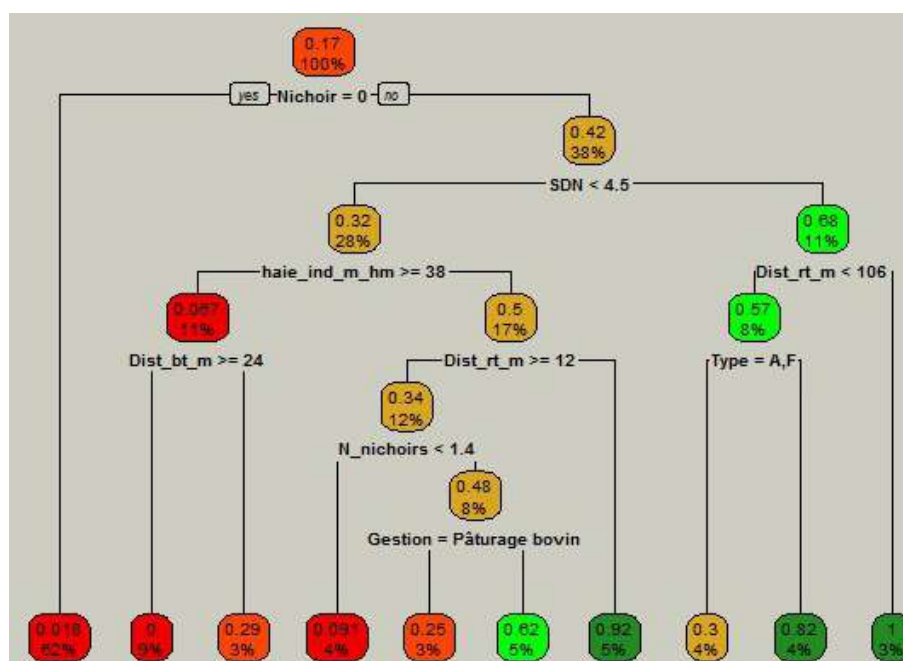 0.17
100%
yes Nichoir = 0 no
0.42
38%
SDN < 4.5
0.32
28%
0.68
11%
haie_ind_m_hm >= 38
Dist_rt_m < 106
0.067
11%
0.5
17%
0.57
8%
Dist_bt_m >= 24
Dist_rt_m >= 12
Type = A,F
0.34
12%
N_nichoirs < 1.4
0.48
8%
Gestion = Pâturage bovin
0.018 0 0.29 0.091 0.25 0.62 0.92 0.3 0.82 1
62% 9% 3% 4% 3% 5% 5% 4% 4% 3%